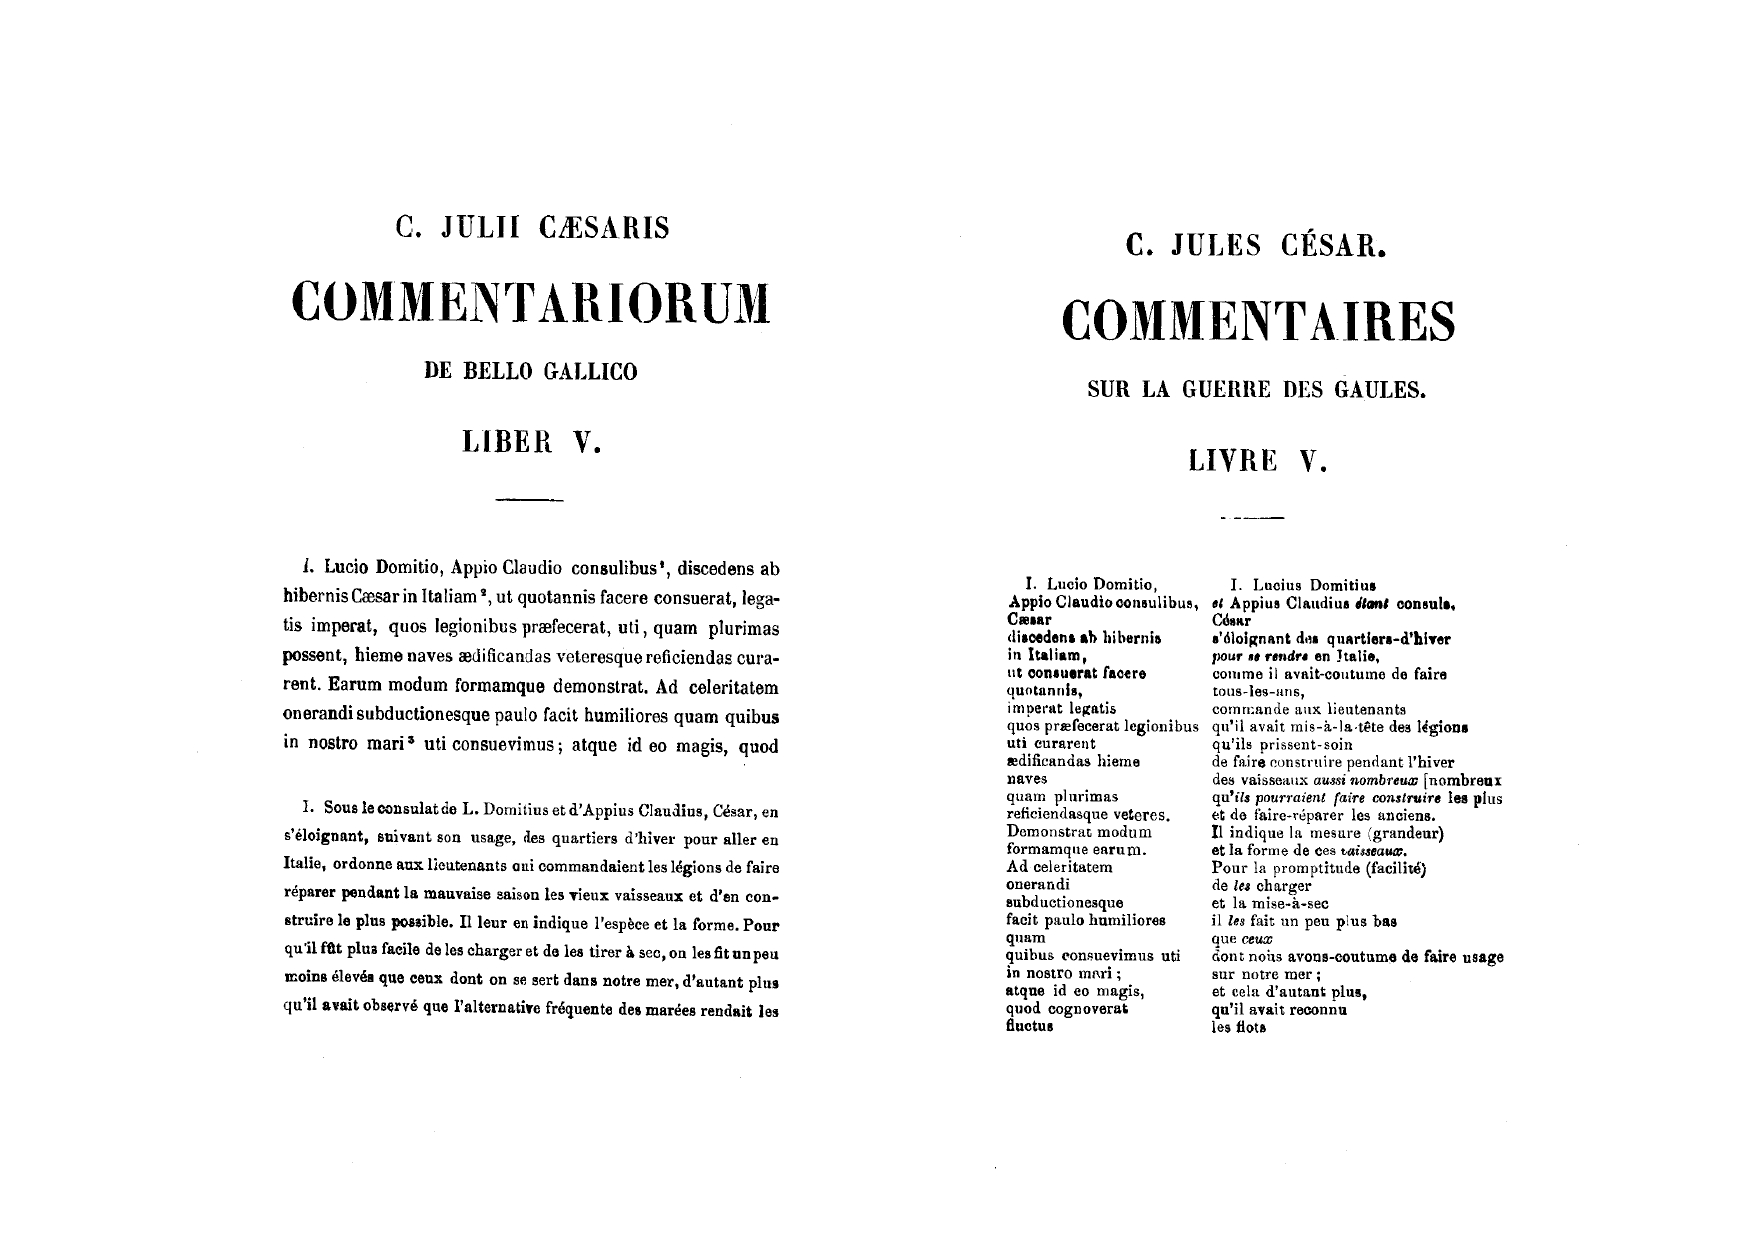 C. JULII CÆSARIS
COMMENTARIORUM
DE BELLO GALLICO
LIBER V.
I. Lucio Domitio, Appio Claudio consulibus¹, discedens ab
hibernis Cæsar in Italiam², ut quotannis facere consuerat, lega-
tis imperat, quos legionibus præfecerat, uti, quam plurimas
possent, hieme naves ædificandas veteresque reficiendas cura-
rent. Earum modum formamque demonstrat. Ad celeritatem
onerandi subductionesque paulo facit humiliores quam quibus
in nostro mari³ uti consuevimus; atque id eo magis, quod
I. Sous le consulat de L. Domitius et d'Appius Claudius, César, en
s'éloignant, suivant son usage, des quartiers d'hiver pour aller en
Italie, ordonne aux lieutenants qui commandaient les légions de faire
réparer pendant la mauvaise saison les vieux vaisseaux et d'en con-
struire le plus possible. Il leur en indique l'espèce et la forme. Pour
qu'il fût plus facile de les charger et de les tirer à sec, on les fit un peu
moins élevés que ceux dont on se sert dans notre mer, d'autant plus
qu'il avait observé que l'alternative fréquente des marées rendait les
C. JULES CÉSAR.
COMMENTAIRES
SUR LA GUERRE DES GAULES.
LIVRE V.
I. Lucio Domitio,
Appio Claudio consulibus,
Cæsar
discedens ab hibernis
in Italiam,
ut consuerat facere
quotannis,
imperat legatis
quos præfecerat legionibus
uti curarent
ædificandas hieme
naves
quam plurimas
reficiendasque veteres.
Demonstrat modum
formamque earum.
Ad celeritatem
onerandi
subductionesque
facit paulo humiliores
quam
quibus consuevimus uti
in nostro mari;
atque id eo magis,
quod cognoverat
fluctus
I. Lucius Domitius
et Appius Claudius étant consuls,
César
s'éloignant des quartiers-d'hiver
pour se rendre en Italie,
comme il avait-coutume de faire
tous-les-ans,
commande aux lieutenants
qu'il avait mis-à-la-tête des légions
qu'ils prissent-soin
de faire construire pendant l'hiver
des vaisseaux aussi nombreux [nombreux
qu'ils pourraient faire construire les plus
et de faire-réparer les anciens.
Il indique la mesure (grandeur)
et la forme de ces vaisseaux.
Pour la promptitude (facilité)
de les charger
et la mise-à-sec
il les fait un peu plus bas
que ceux
dont nous avons-coutume de faire usage
sur notre mer;
et cela d'autant plus,
qu'il avait reconnu
les flots